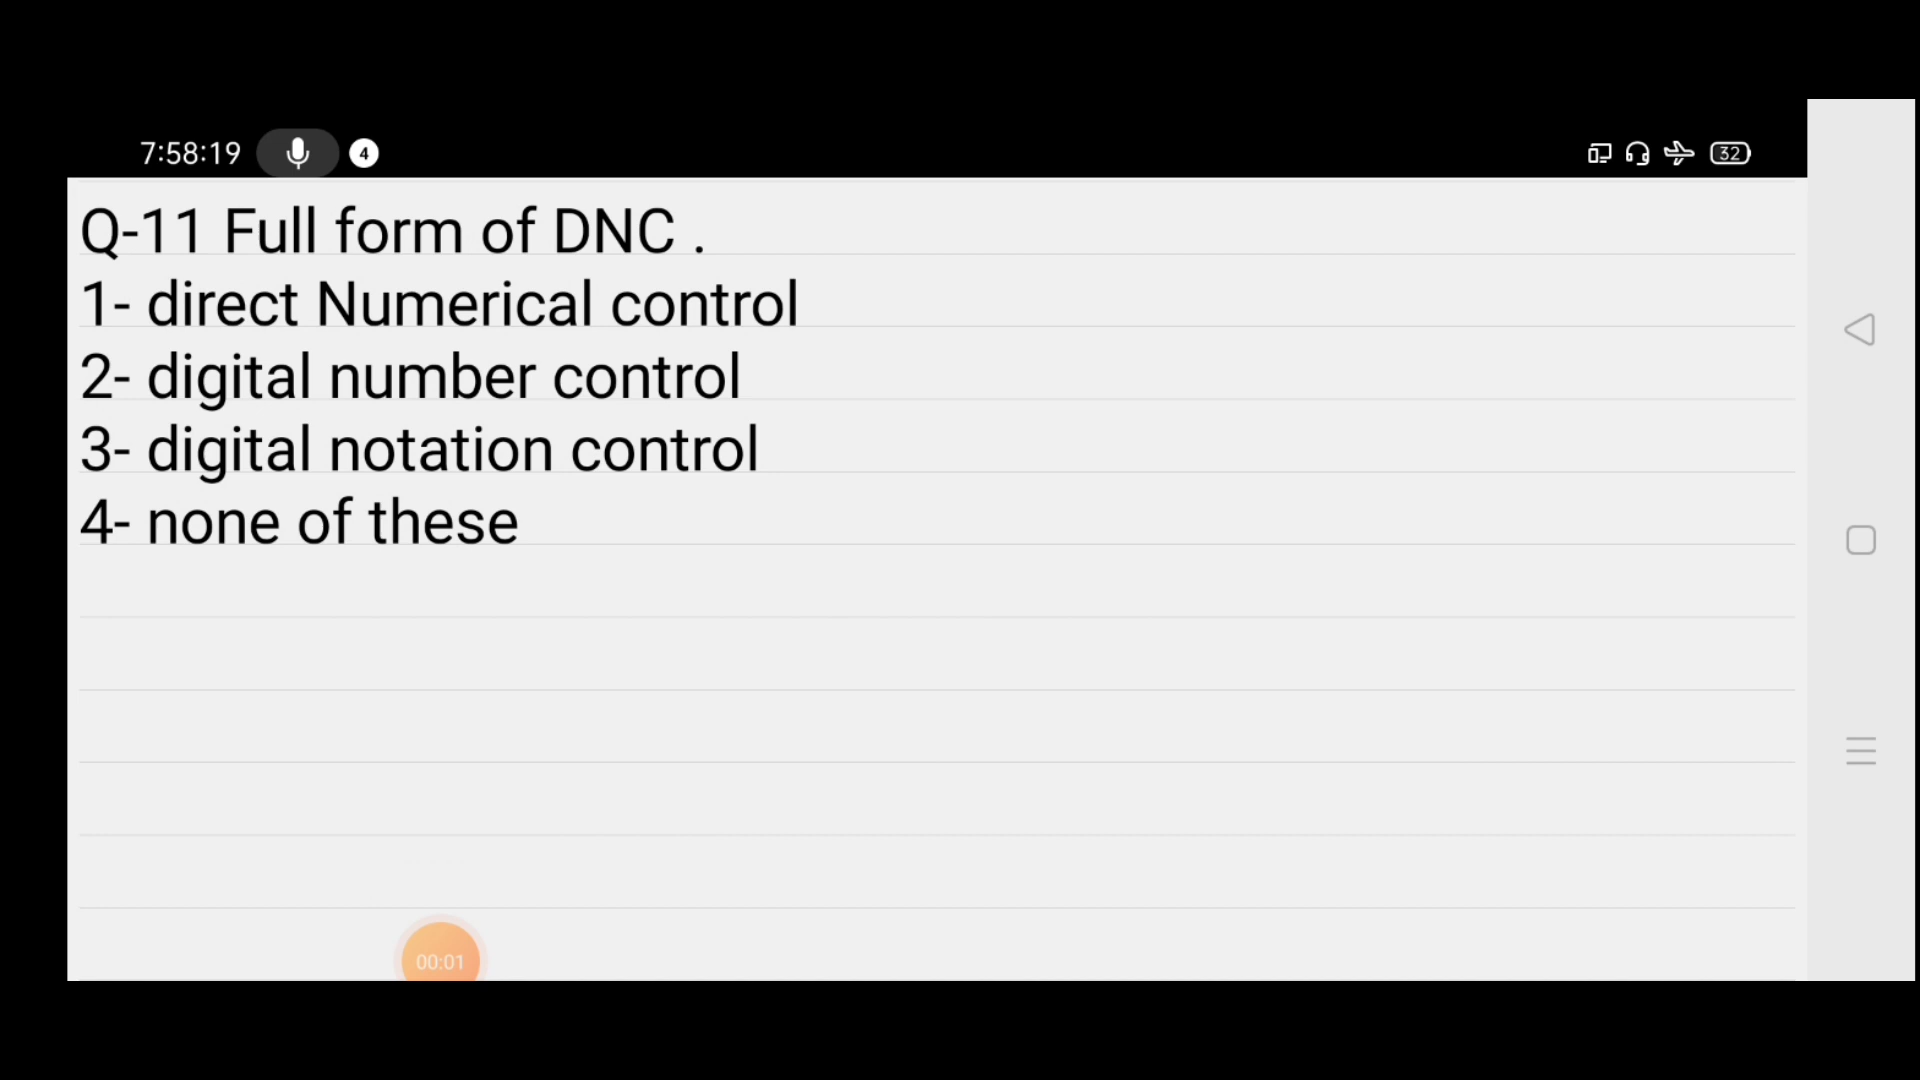 7:58:19 4 32
Q-11 Full form of DNC .
1- direct Numerical control
2- digital number control
3- digital notation control
4- none of these
00:01